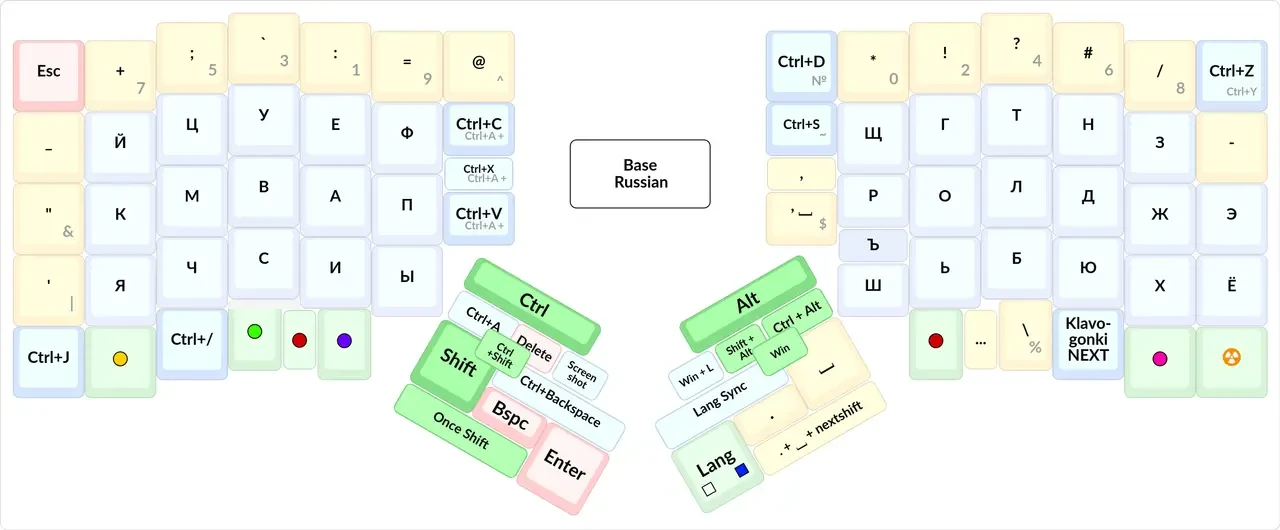 Esc
+
7
;
5
`
3
:
1
=
9
@
^
_
Й
Ц
У
Е
Ф
Ctrl+C
Ctrl+A +
Ctrl+X
Ctrl+A +
"
&
К
М
В
А
П
Ctrl+V
Ctrl+A +
'
|
Я
Ч
С
И
Ы
Ctrl+J
Ctrl+/
Base
Russian
Ctrl+D
№
*
0
!
2
?
4
#
6
/
8
Ctrl+Z
Ctrl+Y
Ctrl+S
Щ
Г
Т
Н
З
-
,
Р
О
Л
Д
Ж
Э
, ⎵
$
Ъ
Ш
Ь
Б
Ю
Х
Ё
...
\
%
Klavo-
gonki
NEXT
Ctrl
Ctrl+A
Delete
Shift
Ctrl
+Shift
Screen
shot
Ctrl+Backspace
Bspc
Once Shift
Enter
Alt
Ctrl + Alt
Shift +
Alt
Win
Win + L
⎵
Lang Sync
.
. + ⎵ + nextshift
Lang